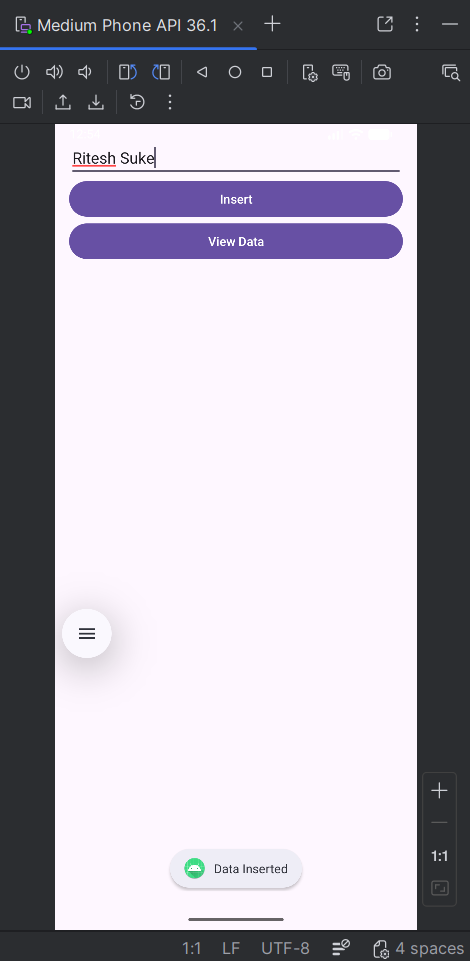 Medium Phone API 36.1
Ritesh Suke
Insert
View Data
1:1
Data Inserted
1:1 LF UTF-8 4 spaces